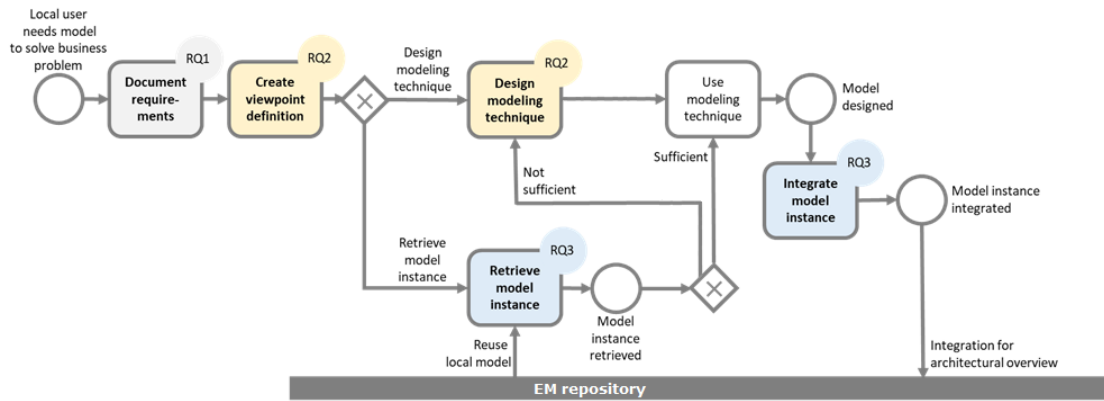 Local user
needs model
to solve business
problem
RQ1
Document
require-
ments
RQ2
Create
viewpoint
definition
Design
modeling
technique
RQ2
Design
modeling
technique
Use
modeling
technique
Model
designed
Sufficient
Not
sufficient
RQ3
Integrate
model
instance
Model instance
integrated
Retrieve
model
instance
RQ3
Retrieve
model
instance
Model
instance
retrieved
Reuse
local model
Integration for
architectural overview
EM repository